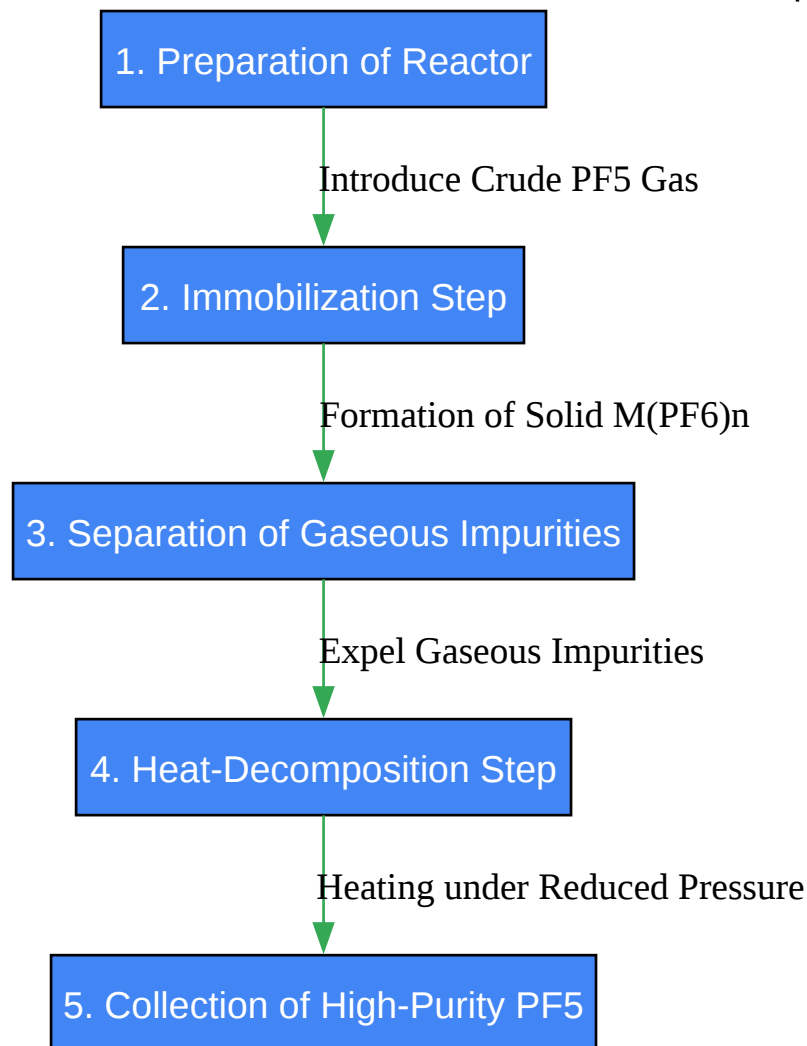 1. Preparation of Reactor
Introduce Crude PF5 Gas
2. Immobilization Step
Formation of Solid M(PF6)n
3. Separation of Gaseous Impurities
Expel Gaseous Impurities
4. Heat-Decomposition Step
Heating under Reduced Pressure
5. Collection of High-Purity PF5